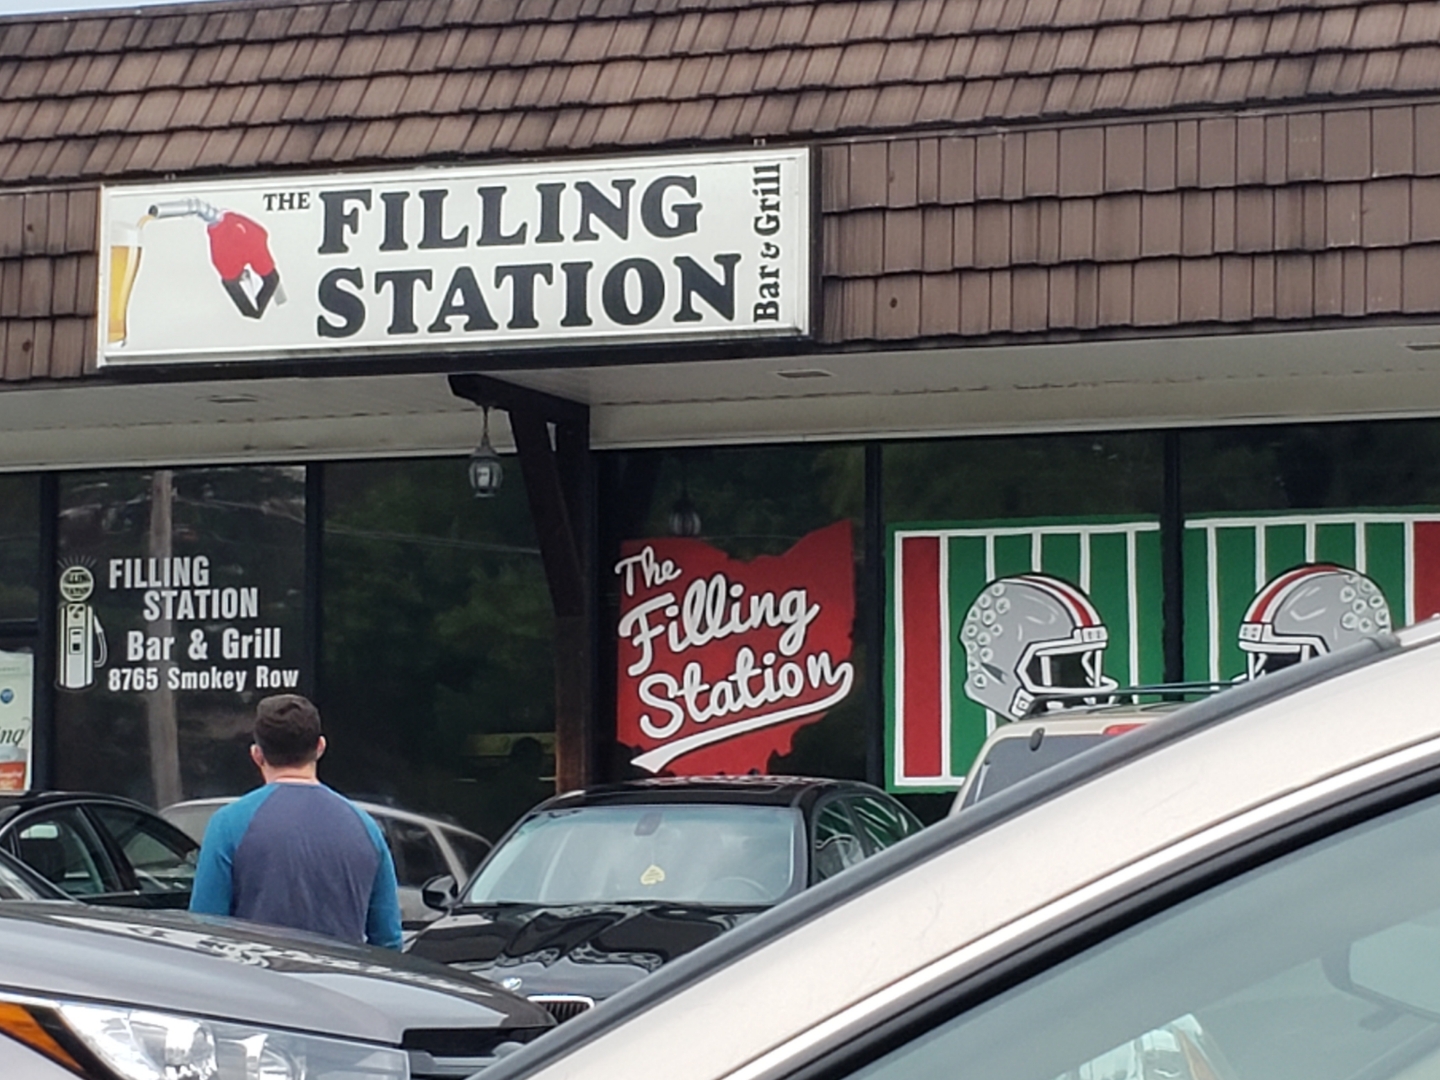 THE FILLING
STATION
Bar & Grill
FILLING
STATION
Bar & Grill
8765 Smokey Row
The
Filling
Station